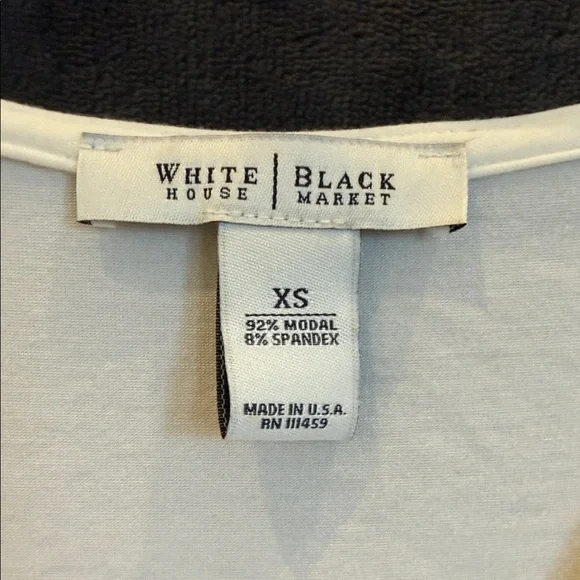 WHITE | BLACK
HOUSE | MARKET
XS
92% MODAL
8% SPANDEX
MADE IN U.S.A.
RN 111459